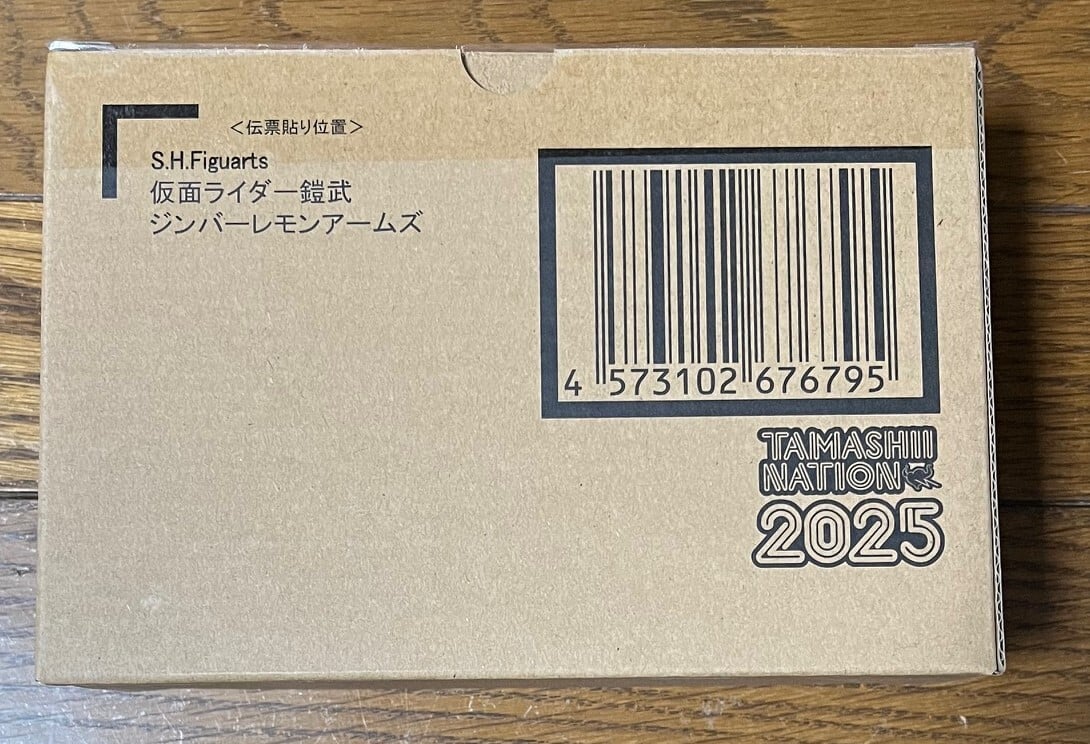 ＜伝票貼り位置＞
S.H.Figuarts
仮面ライダー鎧武
ジンバーレモンアームズ
4 573102 676795
TAMASHII
NATION
2025